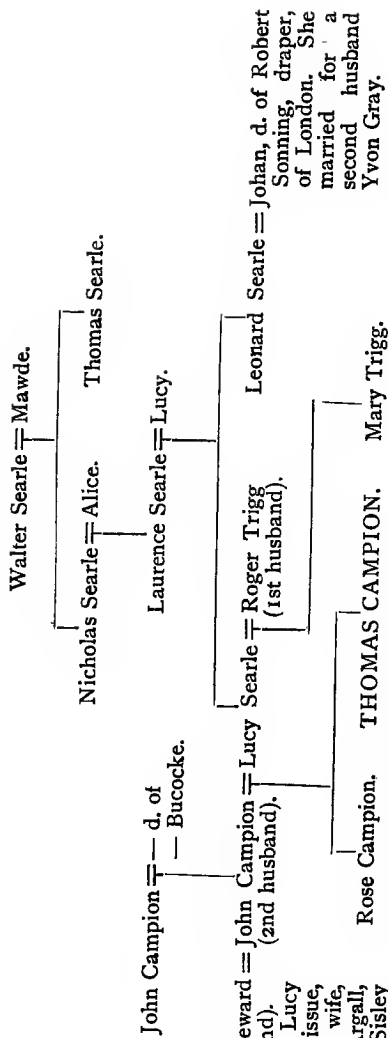 Walter Searle = Mawde.
Nicholas Searle = Alice.
Thomas Searle.
John Campion = — d. of
— Bucocke.
Laurence Searle = Lucy.
eward = John Campion = Lucy Searle = Roger Trigg
(2nd husband).
(1st husband).
Leonard Searle = Johan, d. of Robert
Sonning, draper,
of London. She
married for a
second husband
Yvon Gray.
nd).
Lucy
issue,
wife,
rgall,
Sisley
Rose Campion.
THOMAS CAMPION.
Mary Trigg.